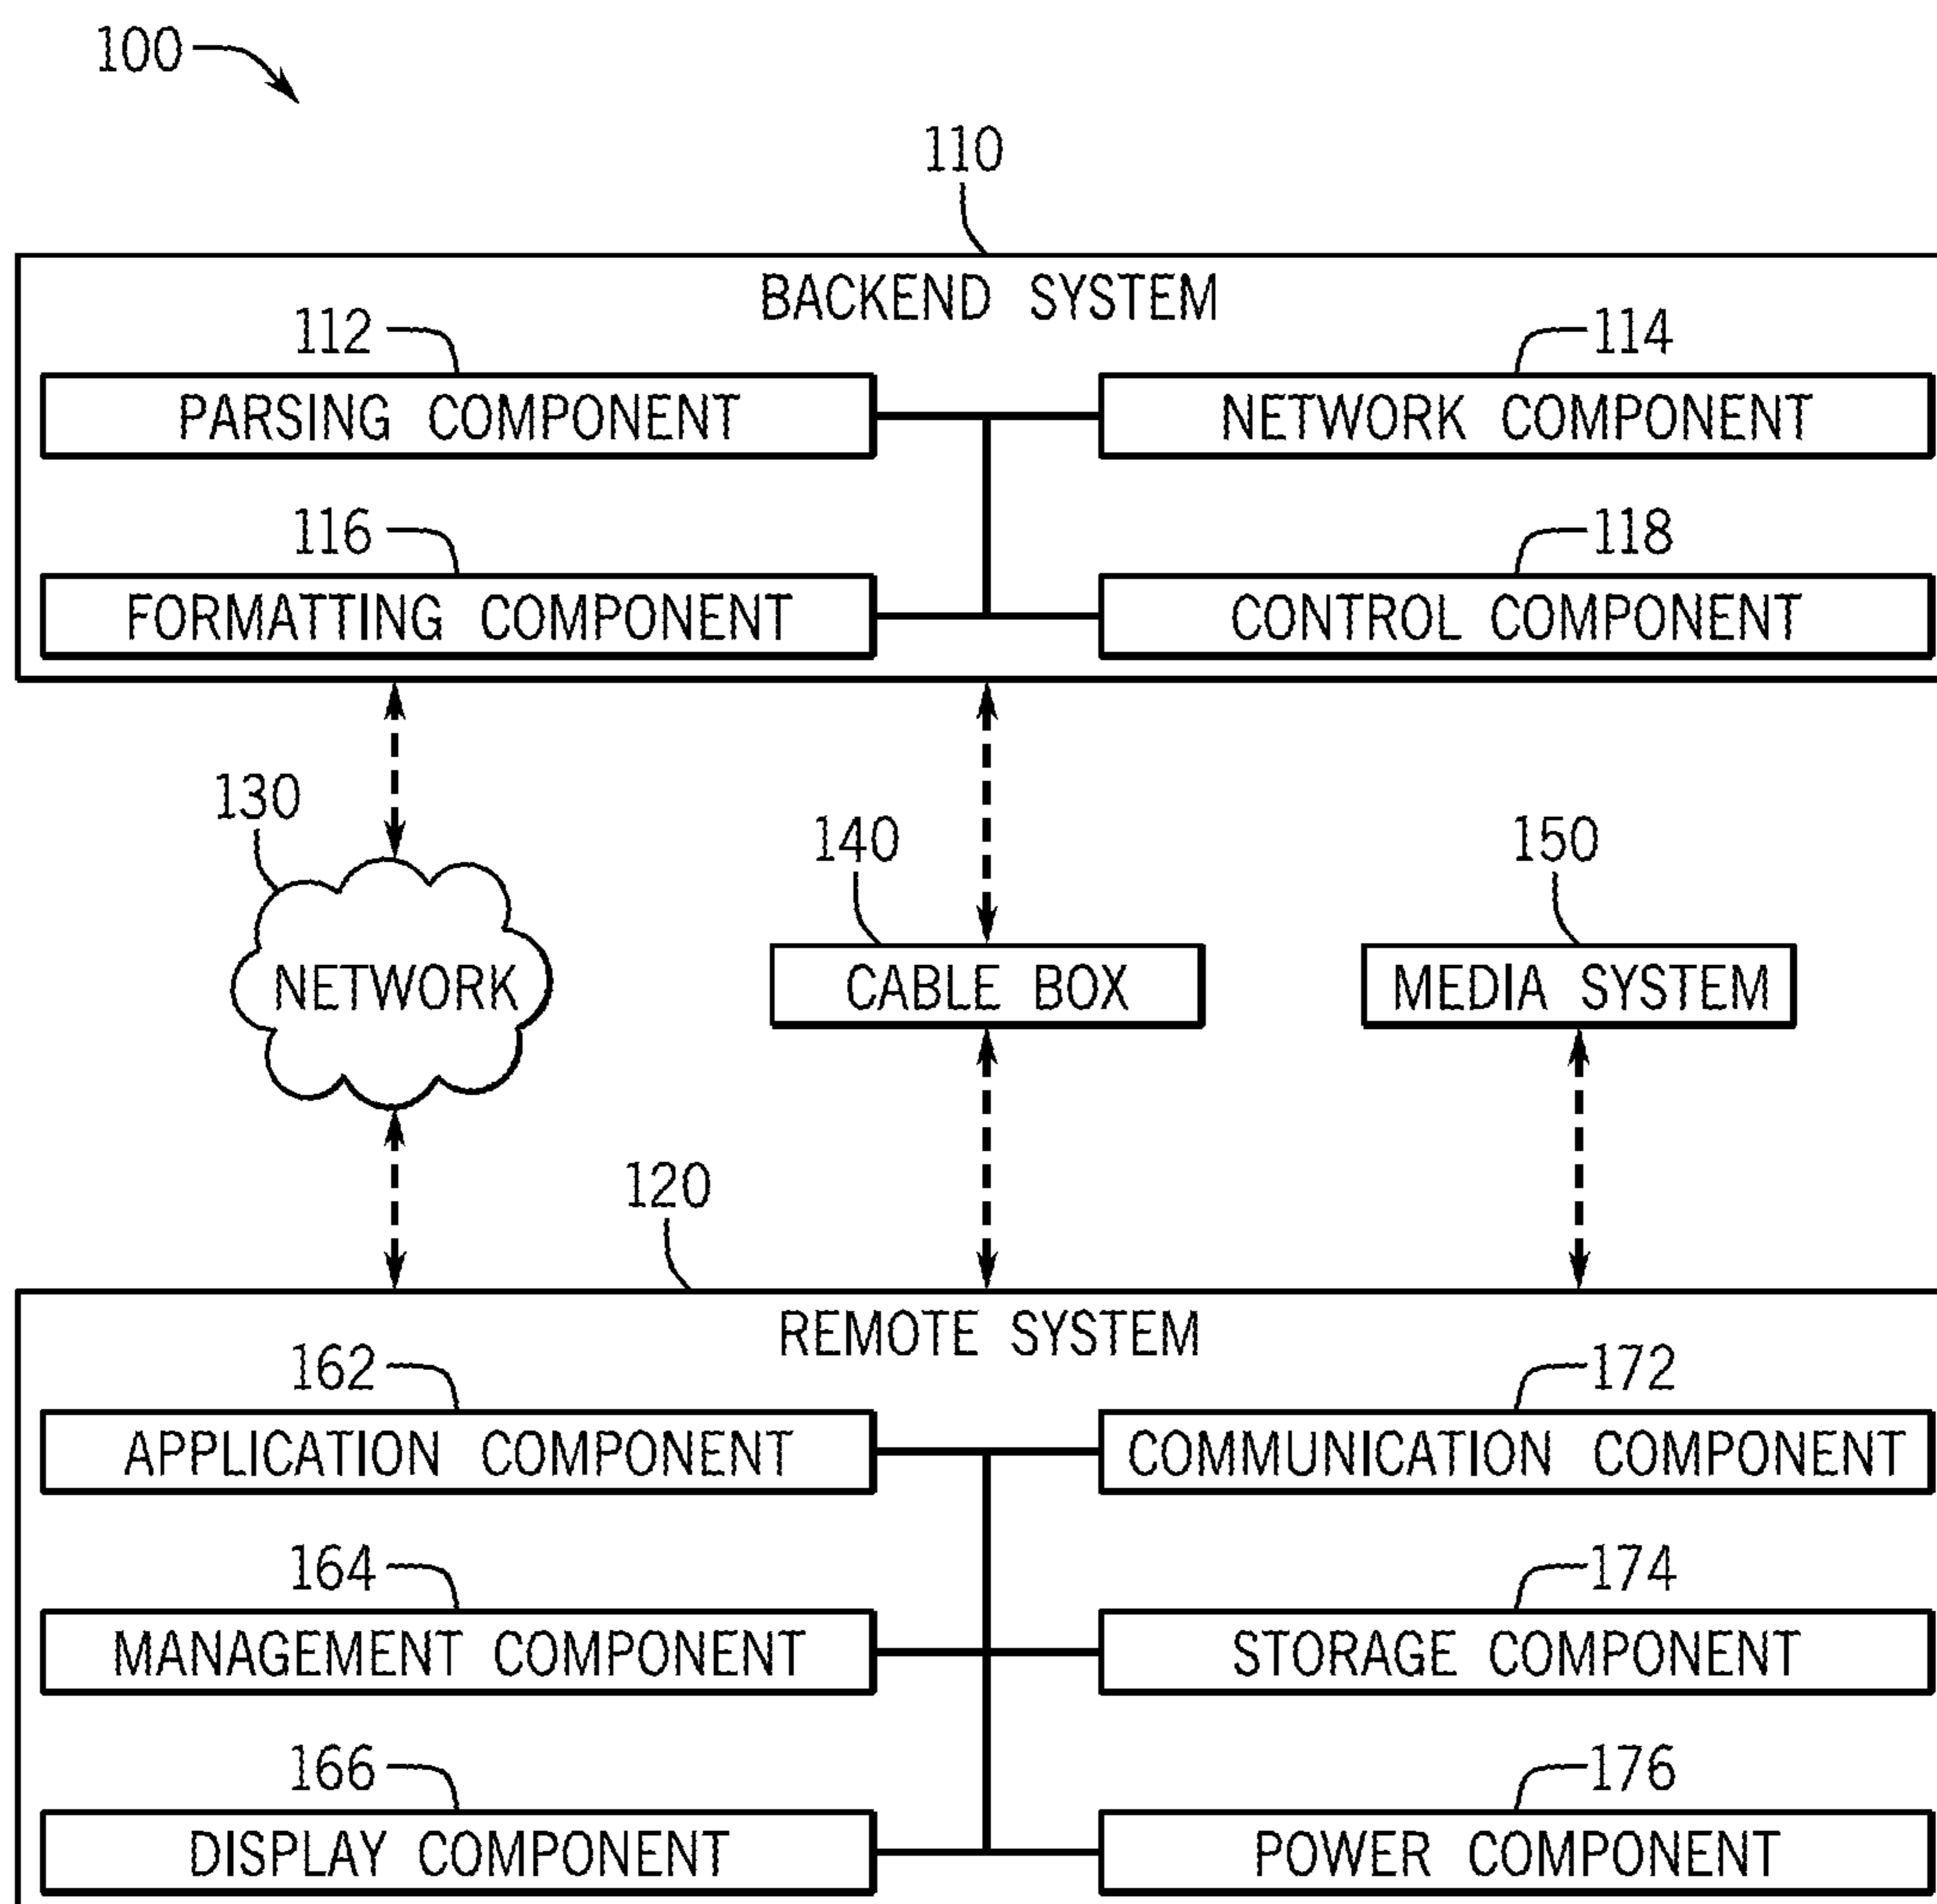 100
110
BACKEND SYSTEM
112
114
PARSING COMPONENT
NETWORK COMPONENT
116
118
FORMATTING COMPONENT
CONTROL COMPONENT
130
140
150
NETWORK
CABLE BOX
MEDIA SYSTEM
120
REMOTE SYSTEM
162
172
APPLICATION COMPONENT
COMMUNICATION COMPONENT
164
174
MANAGEMENT COMPONENT
STORAGE COMPONENT
166
176
DISPLAY COMPONENT
POWER COMPONENT